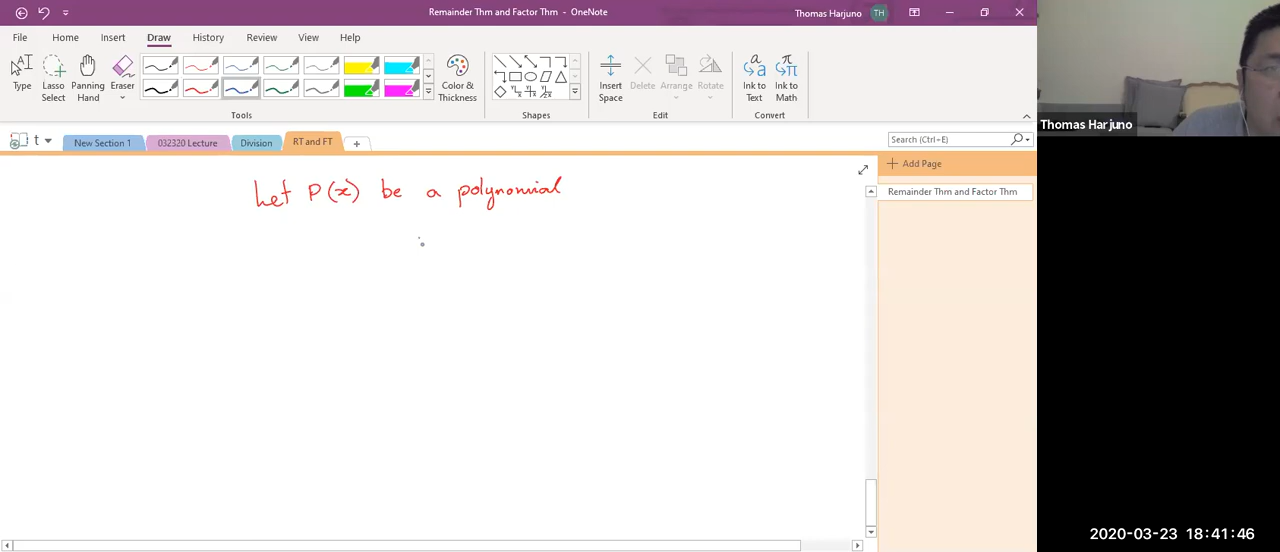 Remainder Thm and Factor Thm - OneNote
Thomas Harjuno TH
File Home Insert Draw History Review View Help
Type Lasso Select Panning Hand Eraser Color & Thickness Insert Space Delete Arrange Rotate Ink to Text Ink to Math
Tools Shapes Edit Convert
t New Section 1 032320 Lecture Division RT and FT Search (Ctrl+E)
Add Page
Remainder Thm and Factor Thm
Let P(x) be a polynomial
Thomas Harjuno
2020-03-23 18:41:46